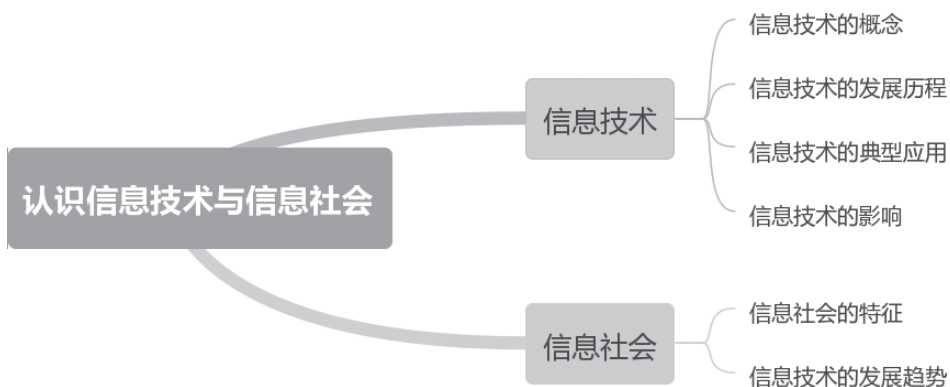 认识信息技术与信息社会
信息技术
信息技术的概念
信息技术的发展历程
信息技术的典型应用
信息技术的影响
信息社会
信息社会的特征
信息技术的发展趋势